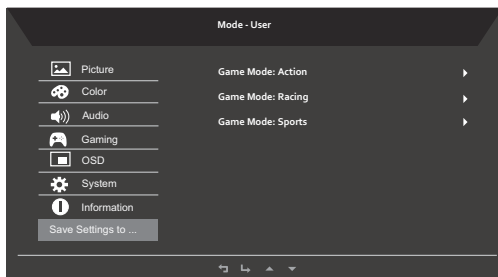 Mode - User
Picture
Color
Audio
Gaming
OSD
System
Information
Save Settings to ...
Game Mode: Action
Game Mode: Racing
Game Mode: Sports